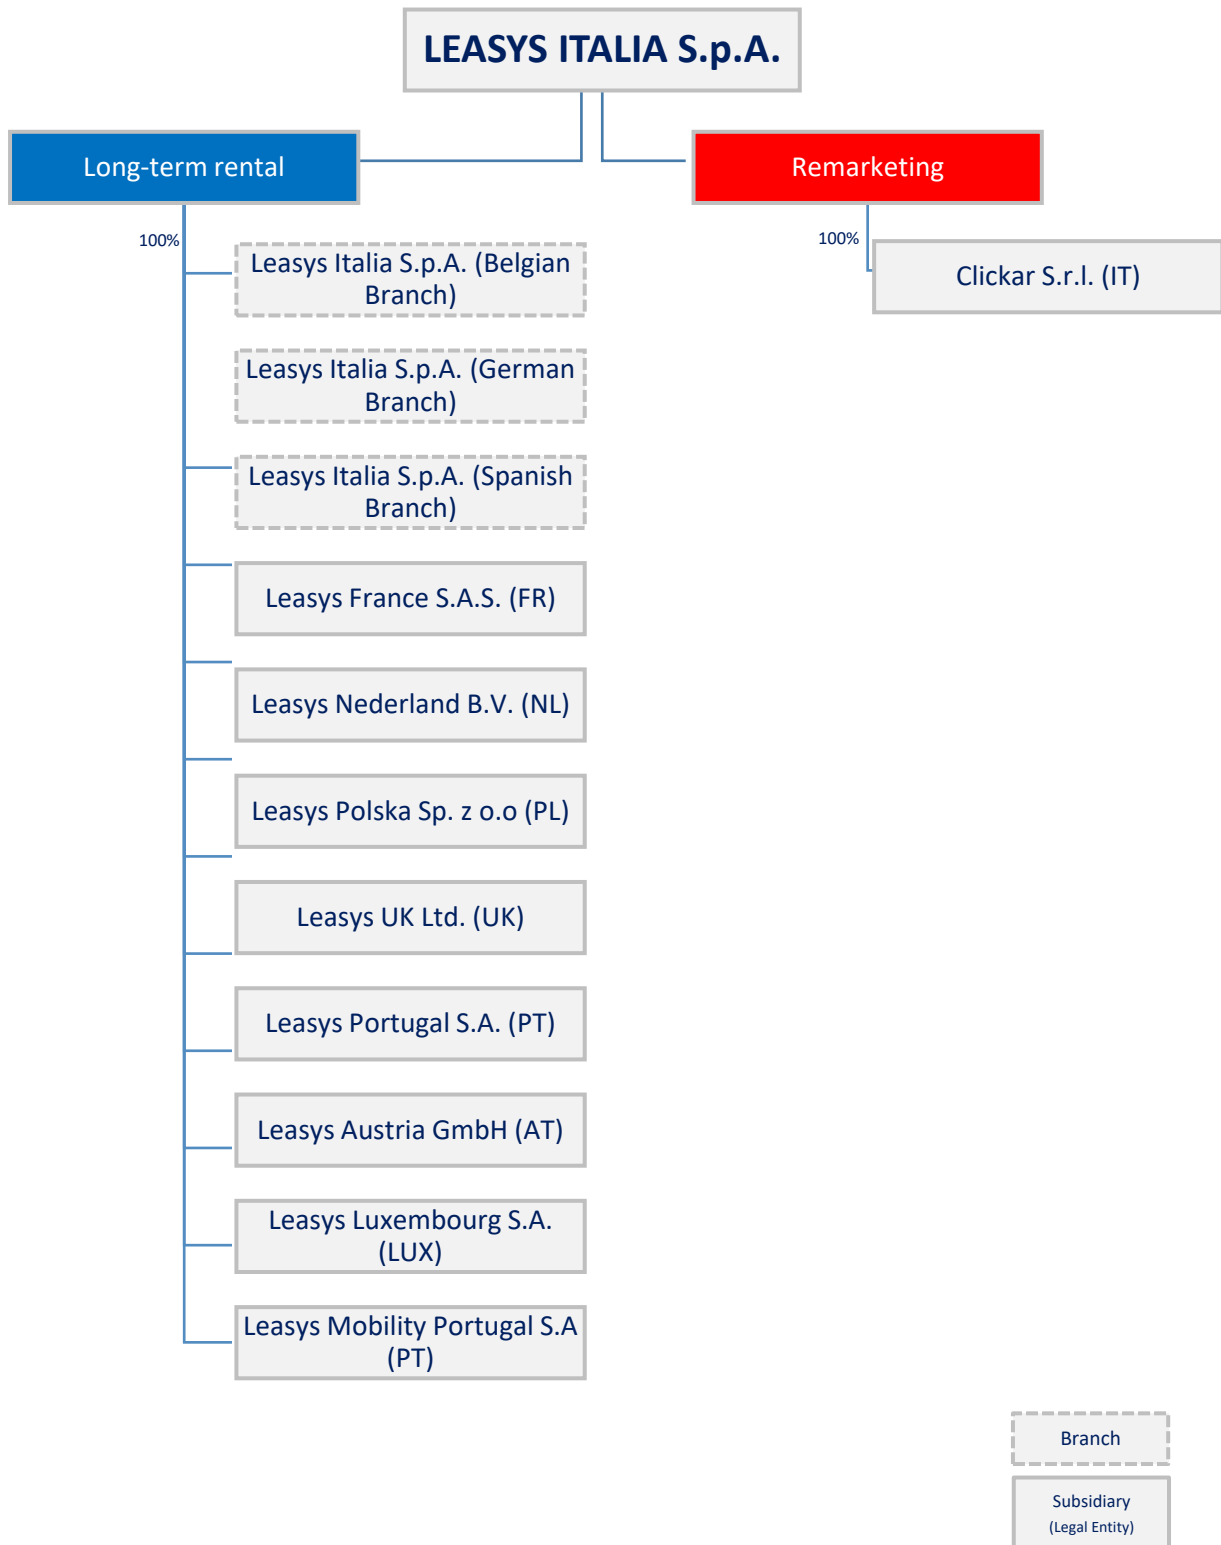 LEASYS ITALIA S.p.A.
Long-term rental
Remarketing
100%
100%
Leasys Italia S.p.A. (Belgian
Branch)
Clickar S.r.l. (IT)
Leasys Italia S.p.A. (German
Branch)
Leasys Italia S.p.A. (Spanish
Branch)
Leasys France S.A.S. (FR)
Leasys Nederland B.V. (NL)
Leasys Polska Sp. z o.o (PL)
Leasys UK Ltd. (UK)
Leasys Portugal S.A. (PT)
Leasys Austria GmbH (AT)
Leasys Luxembourg S.A.
(LUX)
Leasys Mobility Portugal S.A
(PT)
Branch
Subsidiary
(Legal Entity)